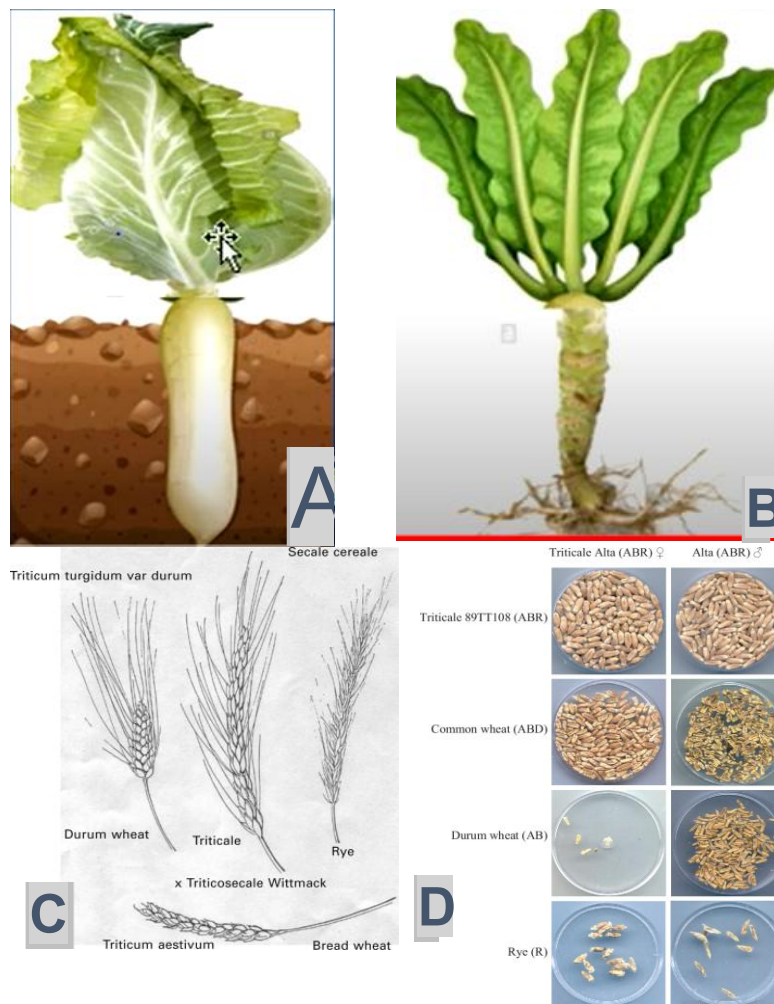 A
B
Secale cereale
Triticum turgidum var durum
Durum wheat
Triticale
Rye
x Triticosecale Wittmack
C
Triticum aestivum
Bread wheat
Triticale Alta (ABR) ♀
Alta (ABR) ♂
Triticale 89TT108 (ABR)
Common wheat (ABD)
Durum wheat (AB)
D
Rye (R)